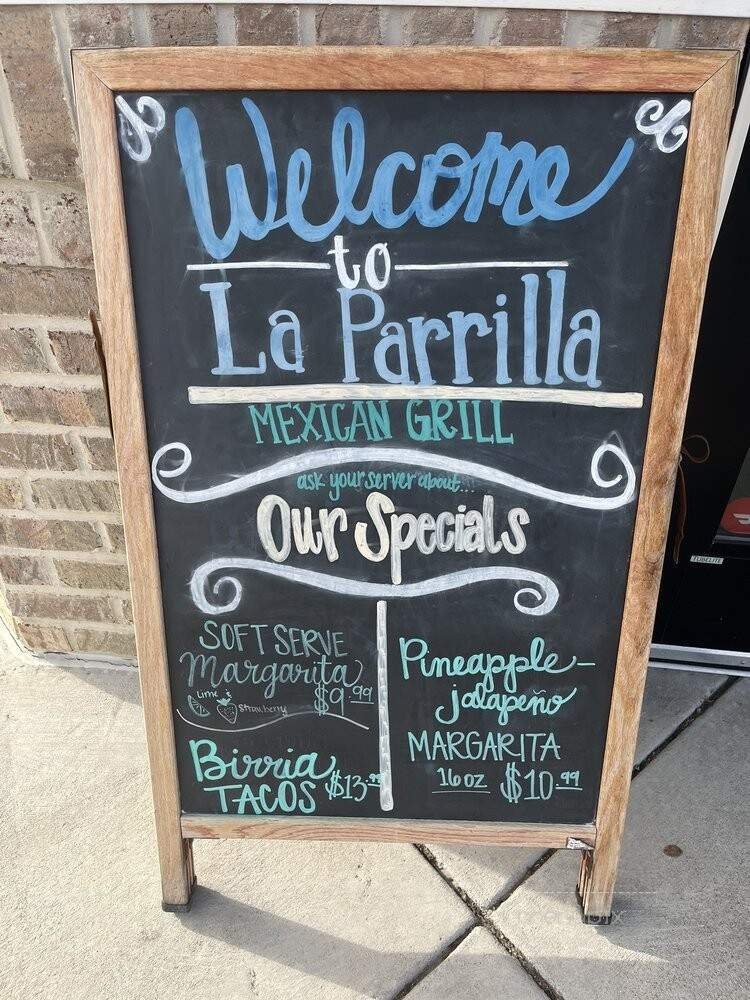 Welcome
to
La Parrilla
MEXICAN GRILL
ask your server about...
Our Specials
SOFT SERVE
Margarita
$9.99
Lime
Strawberry
Birria
TACOS $13.99
Pineapple-
jalapeño
MARGARITA
16oz $10.99
TUBELITE